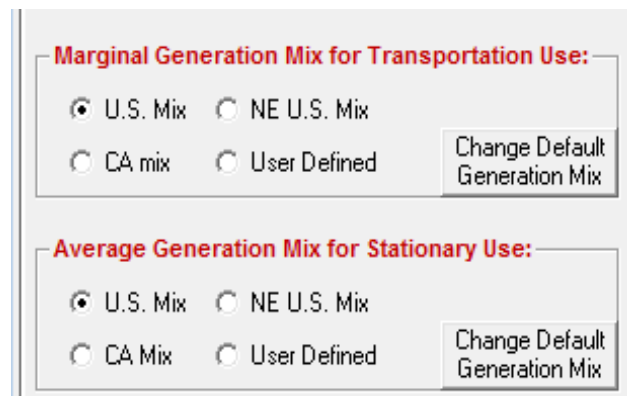 Marginal Generation Mix for Transportation Use:
U.S. Mix NE U.S. Mix
CA mix User Defined
Change Default
Generation Mix
Average Generation Mix for Stationary Use:
U.S. Mix NE U.S. Mix
CA Mix User Defined
Change Default
Generation Mix